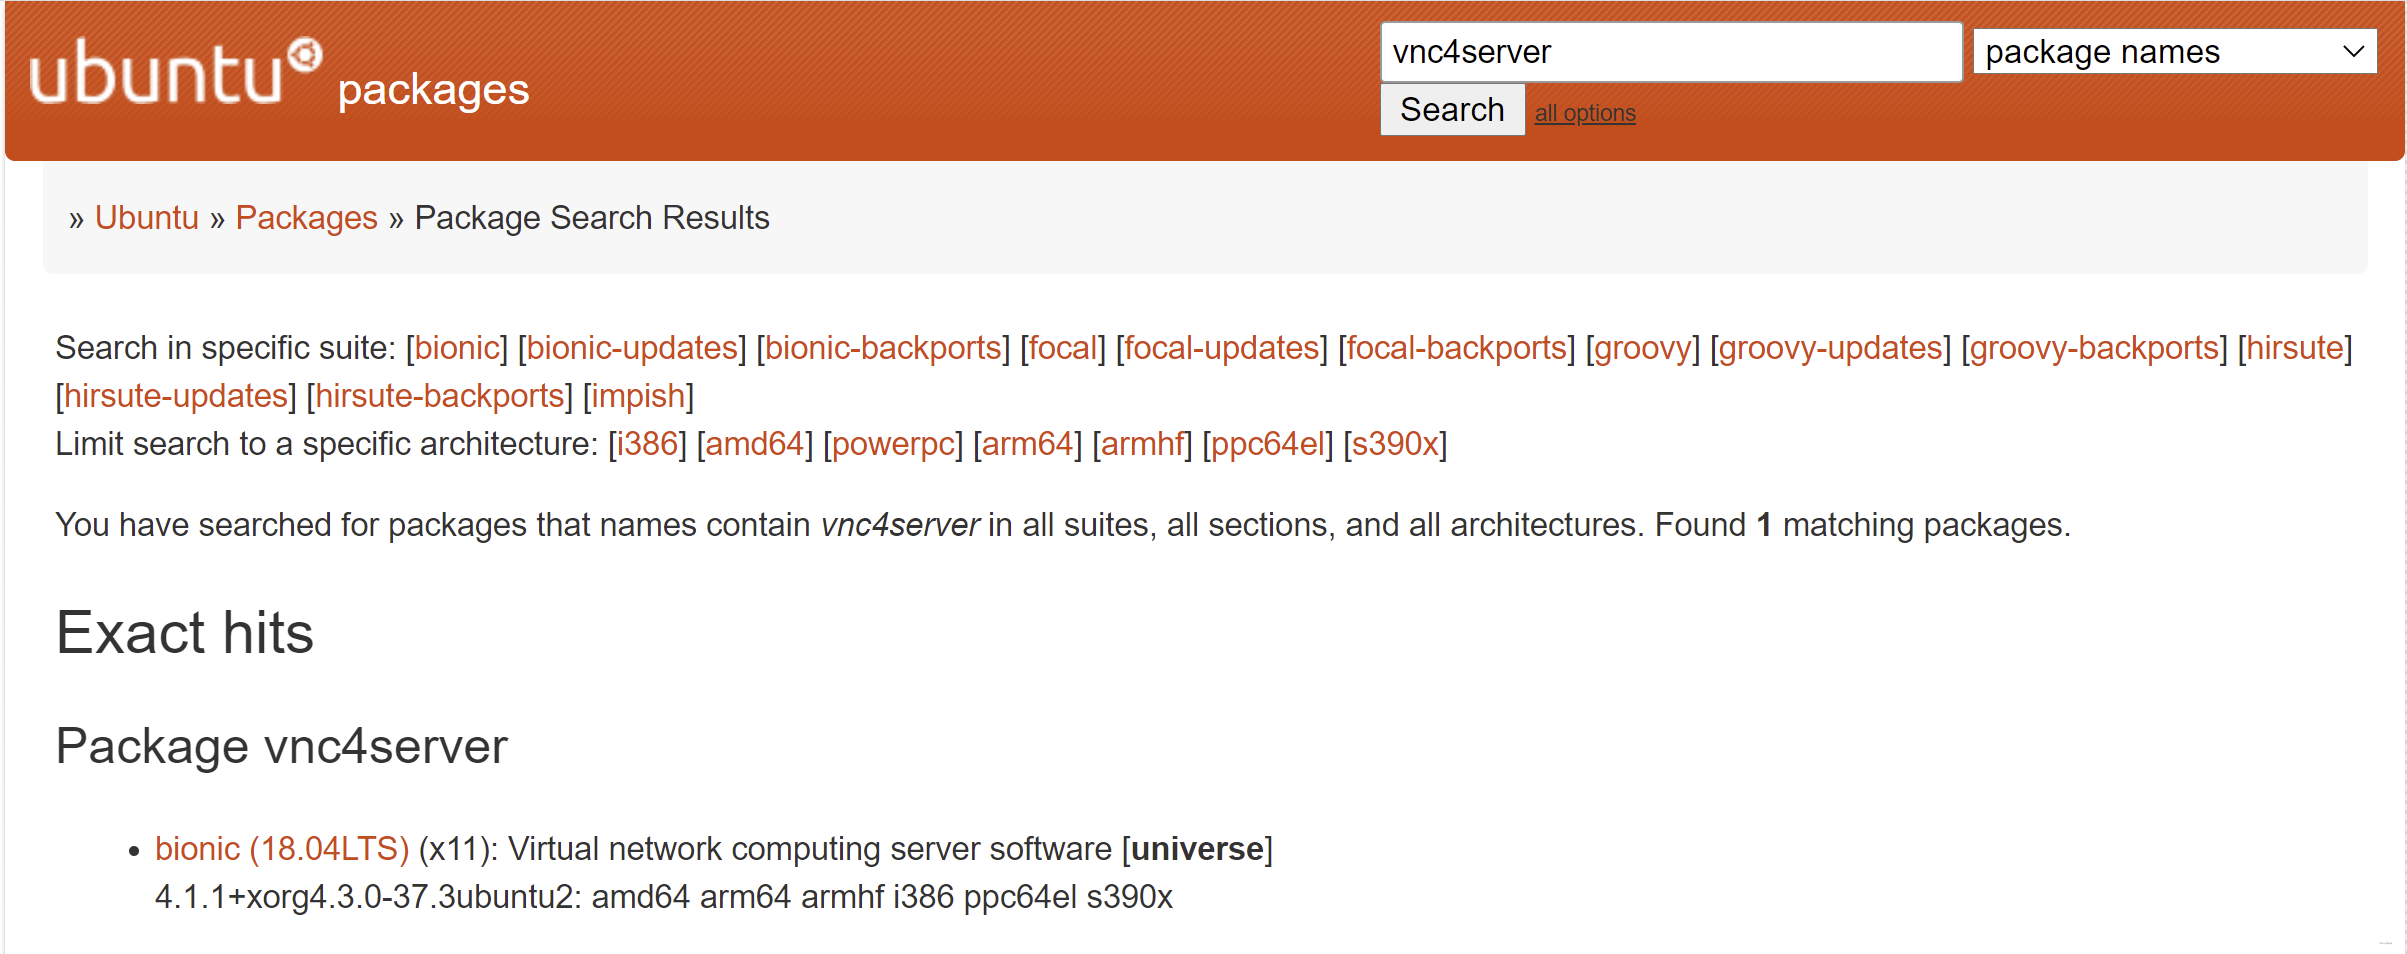 ubuntu packages
vnc4server
package names
Search all options
» Ubuntu » Packages » Package Search Results
Search in specific suite: [bionic] [bionic-updates] [bionic-backports] [focal] [focal-updates] [focal-backports] [groovy] [groovy-updates] [groovy-backports] [hirsute]
[hirsute-updates] [hirsute-backports] [impish]
Limit search to a specific architecture: [i386] [amd64] [powerpc] [arm64] [armhf] [ppc64el] [s390x]
You have searched for packages that names contain vnc4server in all suites, all sections, and all architectures. Found 1 matching packages.
Exact hits
Package vnc4server
• bionic (18.04LTS) (x11): Virtual network computing server software [universe]
4.1.1+xorg4.3.0-37.3ubuntu2: amd64 arm64 armhf i386 ppc64el s390x